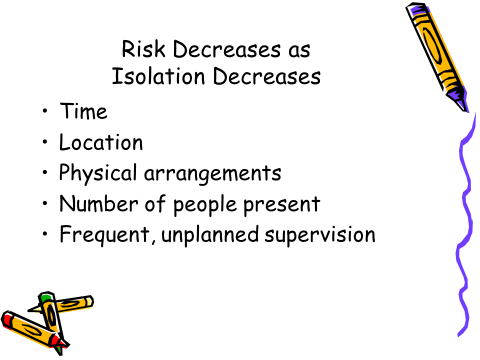 Risk Decreases as
Isolation Decreases
• Time
• Location
• Physical arrangements
• Number of people present
• Frequent, unplanned supervision